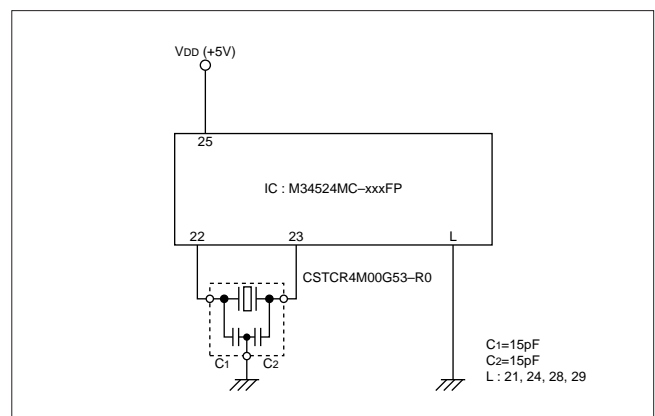 VDD (+5V)
25
IC : M34524MC–xxxFP
22 23 L
CSTCR4M00G53–R0
C1 C2
C1=15pF
C2=15pF
L : 21, 24, 28, 29